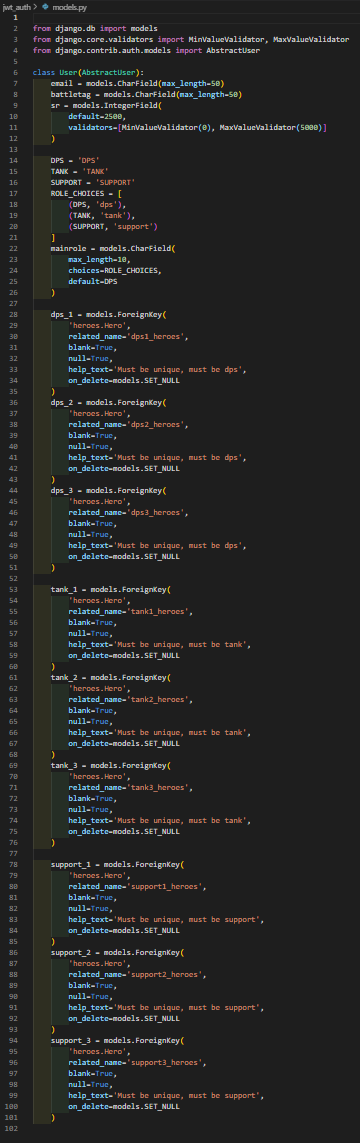 jwt_auth > models.py
1
2 from django.db import models
3 from django.core.validators import MinValueValidator, MaxValueValidator
4 from django.contrib.auth.models import AbstractUser
5
6 class User(AbstractUser):
7 email = models.CharField(max_length=50)
8 battletag = models.CharField(max_length=50)
9 sr = models.IntegerField(
10 default=2500,
11 validators=[MinValueValidator(0), MaxValueValidator(5000)]
12 )
13
14 DPS = 'DPS'
15 TANK = 'TANK'
16 SUPPORT = 'SUPPORT'
17 ROLE_CHOICES = [
18 (DPS, 'dps'),
19 (TANK, 'tank'),
20 (SUPPORT, 'support')
21 ]
22 mainrole = models.CharField(
23 max_length=10,
24 choices=ROLE_CHOICES,
25 default=DPS
26 )
27
28 dps_1 = models.ForeignKey(
29 'heroes.Hero',
30 related_name='dps1_heroes',
31 blank=True,
32 null=True,
33 help_text='Must be unique, must be dps',
34 on_delete=models.SET_NULL
35 )
36 dps_2 = models.ForeignKey(
37 'heroes.Hero',
38 related_name='dps2_heroes',
39 blank=True,
40 null=True,
41 help_text='Must be unique, must be dps',
42 on_delete=models.SET_NULL
43 )
44 dps_3 = models.ForeignKey(
45 'heroes.Hero',
46 related_name='dps3_heroes',
47 blank=True,
48 null=True,
49 help_text='Must be unique, must be dps',
50 on_delete=models.SET_NULL
51 )
52
53 tank_1 = models.ForeignKey(
54 'heroes.Hero',
55 related_name='tank1_heroes',
56 blank=True,
57 null=True,
58 help_text='Must be unique, must be tank',
59 on_delete=models.SET_NULL
60 )
61 tank_2 = models.ForeignKey(
62 'heroes.Hero',
63 related_name='tank2_heroes',
64 blank=True,
65 null=True,
66 help_text='Must be unique, must be tank',
67 on_delete=models.SET_NULL
68 )
69 tank_3 = models.ForeignKey(
70 'heroes.Hero',
71 related_name='tank3_heroes',
72 blank=True,
73 null=True,
74 help_text='Must be unique, must be tank',
75 on_delete=models.SET_NULL
76 )
77
78 support_1 = models.ForeignKey(
79 'heroes.Hero',
80 related_name='support1_heroes',
81 blank=True,
82 null=True,
83 help_text='Must be unique, must be support',
84 on_delete=models.SET_NULL
85 )
86 support_2 = models.ForeignKey(
87 'heroes.Hero',
88 related_name='support2_heroes',
89 blank=True,
90 null=True,
91 help_text='Must be unique, must be support',
92 on_delete=models.SET_NULL
93 )
94 support_3 = models.ForeignKey(
95 'heroes.Hero',
96 related_name='support3_heroes',
97 blank=True,
98 null=True,
99 help_text='Must be unique, must be support',
100 on_delete=models.SET_NULL
101 )
102